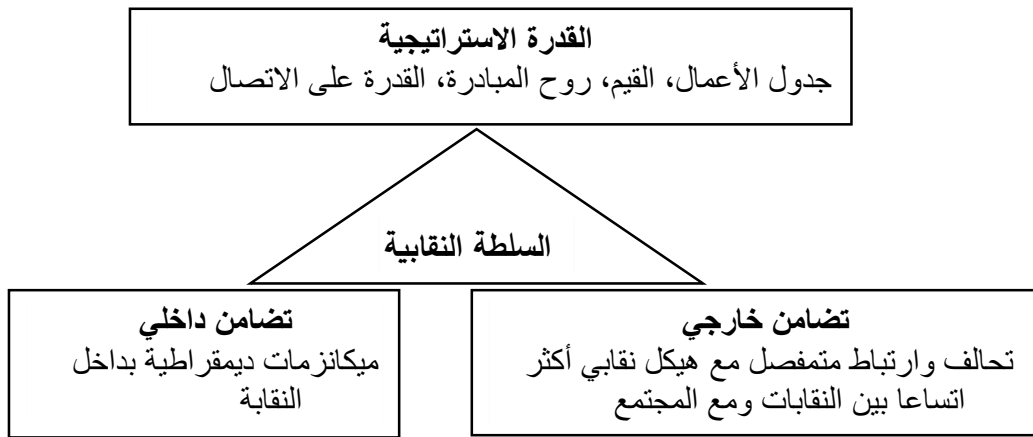 القدرة الاستراتيجية
جدول الأعمال، القيم، روح المبادرة، القدرة على الاتصال
السلطة النقابية
تضامن خارجي
تحالف وارتباط متمفصل مع هيكل نقابي أكثر
اتساعا بين النقابات ومع المجتمع
تضامن داخلي
ميكانزمات ديمقراطية بداخل
النقابة